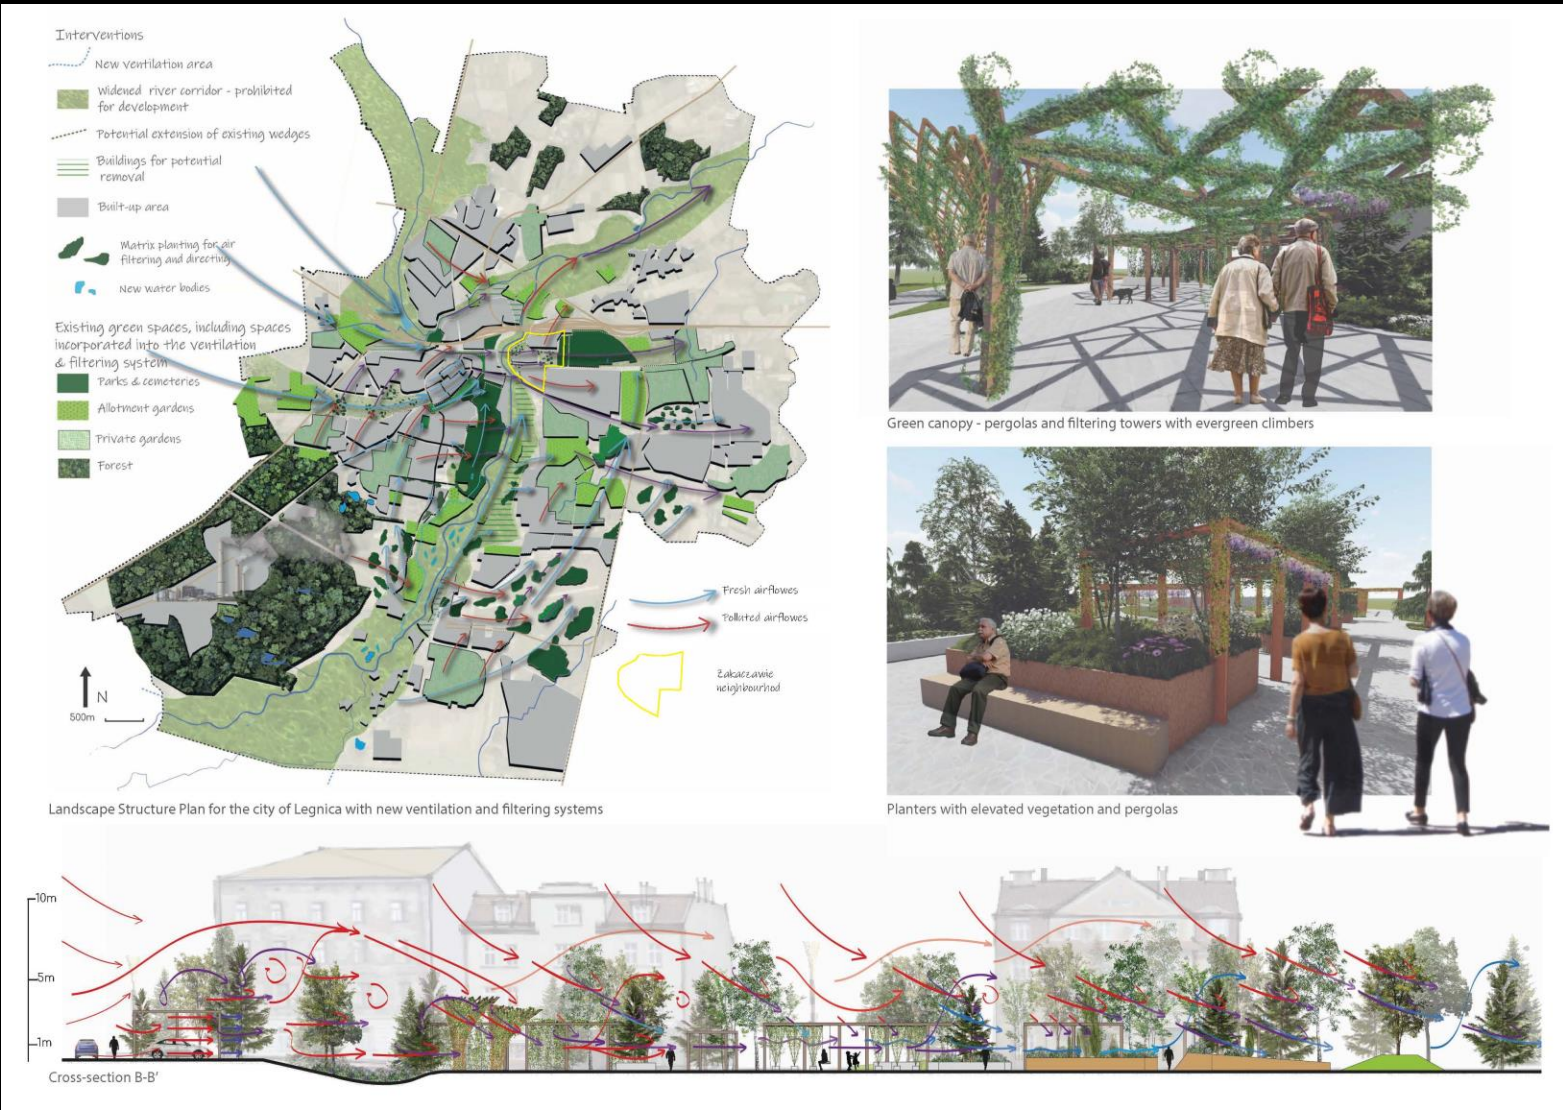 Interventions
New ventilation area
Widened river corridor - prohibited
for development
Potential extension of existing wedges
Buildings for potential
removal
Built-up area
Matrix planting for air
filtering and directing
New water bodies
Existing green spaces, including spaces
incorporated into the ventilation
& filtering system
Parks & cemeteries
Allotment gardens
Private gardens
Forest
N
500m
Fresh airflowes
Polluted airflowes
Zakaczawie
neighbourhod
Landscape Structure Plan for the city of Legnica with new ventilation and filtering systems
Green canopy - pergolas and filtering towers with evergreen climbers
Planters with elevated vegetation and pergolas
10m
5m
1m
Cross-section B-B'